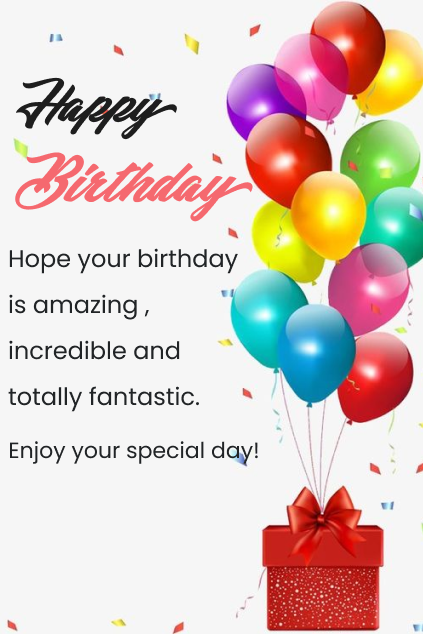 Happy
Birthday
Hope your birthday
is amazing ,
incredible and
totally fantastic.
Enjoy your special day!